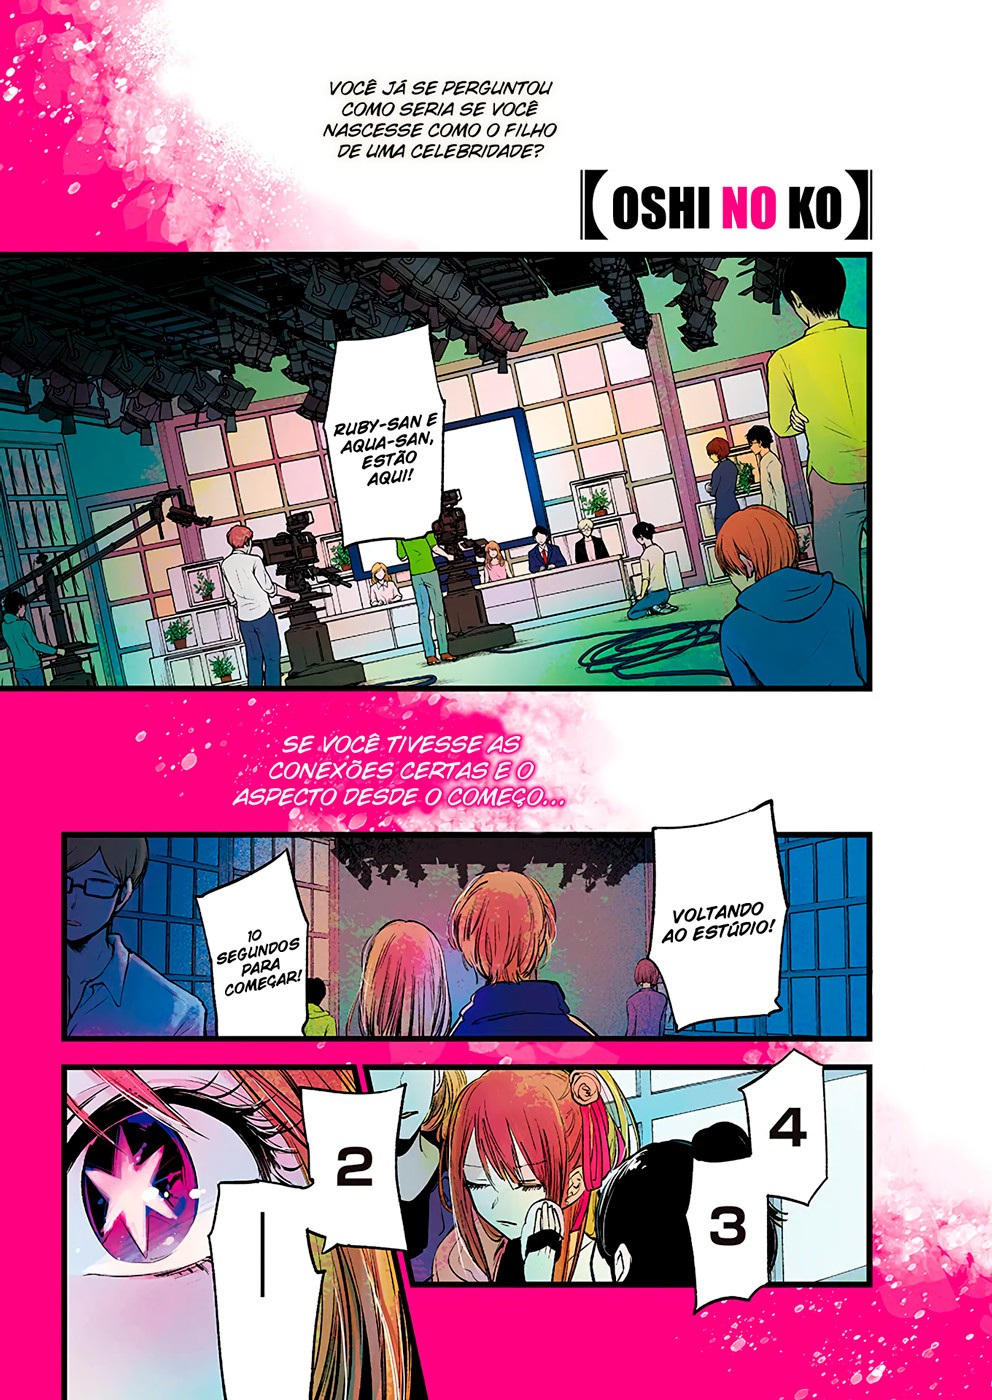 VOCÊ JÁ SE PERGUNTOU
COMO SERIA SE VOCÊ
NASCESSE COMO O FILHO
DE UMA CELEBRIDADE?
【OSHI NO KO】
RUBY-SAN E
AQUA-SAN,
ESTÃO
AQUI!
SE VOCÊ TIVESSE AS
CONEXÕES CERTAS E O
ASPECTO DESDE O COMEÇO...
VOLTANDO
AO ESTÚDIO!
10
SEGUNDOS
PARA
COMEÇAR!
4
3
2
1